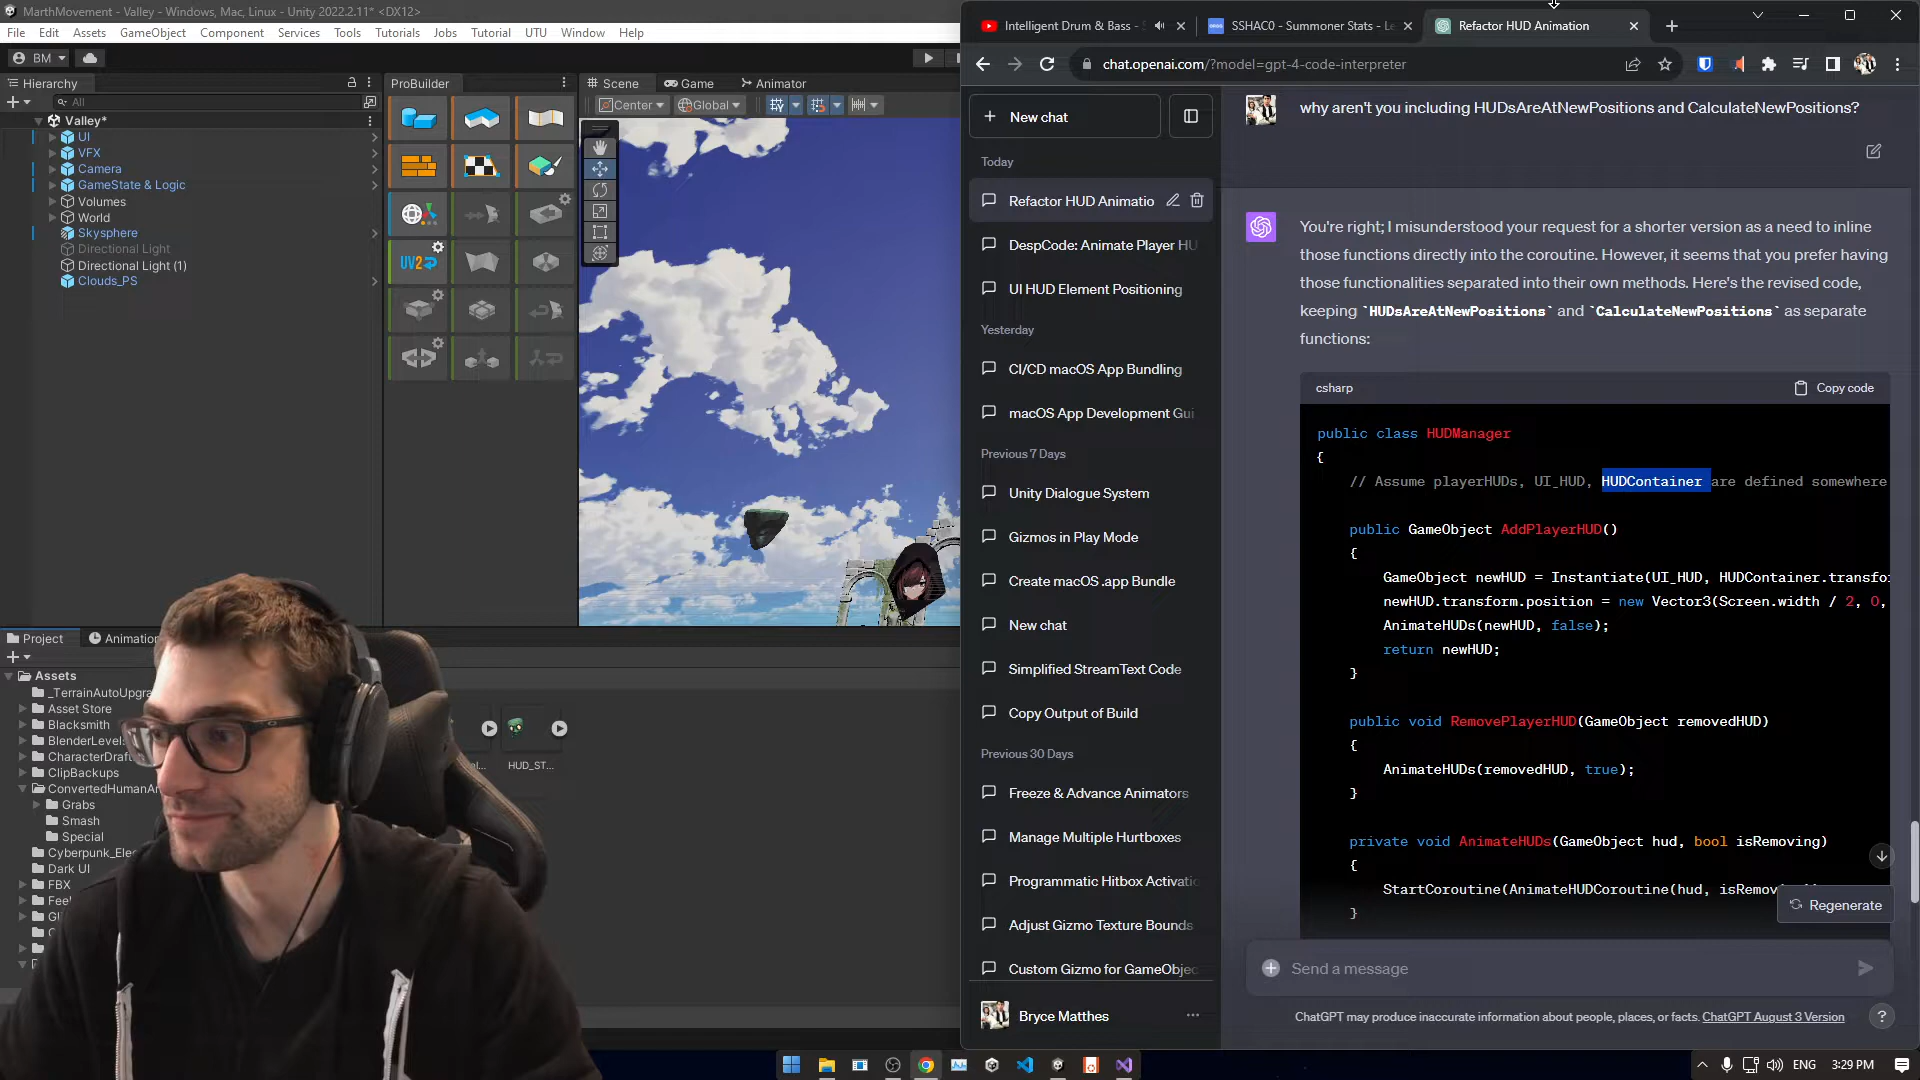 MarthMovement - Valley - Windows, Mac, Linux - Unity 2022.2.11* <DX12>
File Edit Assets GameObject Component Services Tools Tutorials Jobs Tutorial UTU Window Help
BM
Hierarchy
All
Valley*
UI
VFX
Camera
GameState & Logic
Volumes
World
Skysphere
Directional Light
Directional Light (1)
Clouds_PS
ProBuilder
UV2
Scene Game Animator
Center Global
Project Animation
Assets
_TerrainAutoUpgra
Asset Store
Blacksmith
BlenderLevel
CharacterDraft
ClipBackups
ConvertedHumanAn
Grabs
Smash
Special
Cyberpunk_Ele
Dark UI
FBX
Feel
HUD_ST...
Intelligent Drum & Bass -
SSHAC0 - Summoner Stats - Le
Refactor HUD Animation
chat.openai.com/?model=gpt-4-code-interpreter
New chat
Today
Refactor HUD Animatio
DespCode: Animate Player HU
UI HUD Element Positioning
Yesterday
CI/CD macOS App Bundling
macOS App Development Gui
Previous 7 Days
Unity Dialogue System
Gizmos in Play Mode
Create macOS .app Bundle
New chat
Simplified StreamText Code
Copy Output of Build
Previous 30 Days
Freeze & Advance Animators
Manage Multiple Hurtboxes
Programmatic Hitbox Activatio
Adjust Gizmo Texture Bounds
Custom Gizmo for GameObjec
Bryce Matthes
why aren't you including HUDsAreAtNewPositions and CalculateNewPositions?
You're right; I misunderstood your request for a shorter version as a need to inline
those functions directly into the coroutine. However, it seems that you prefer having
those functionalities separated into their own methods. Here's the revised code,
keeping `HUDsAreAtNewPositions` and `CalculateNewPositions` as separate
functions:
csharp Copy code
public class HUDManager
{
// Assume playerHUDs, UI_HUD, HUDContainer are defined somewhere
public GameObject AddPlayerHUD()
{
GameObject newHUD = Instantiate(UI_HUD, HUDContainer.transfo
newHUD.transform.position = new Vector3(Screen.width / 2, 0,
AnimateHUDs(newHUD, false);
return newHUD;
}
public void RemovePlayerHUD(GameObject removedHUD)
{
AnimateHUDs(removedHUD, true);
}
private void AnimateHUDs(GameObject hud, bool isRemoving)
{
StartCoroutine(AnimateHUDCoroutine(hud, isRemov
}
Regenerate
Send a message
ChatGPT may produce inaccurate information about people, places, or facts. ChatGPT August 3 Version
?
ENG 3:29 PM